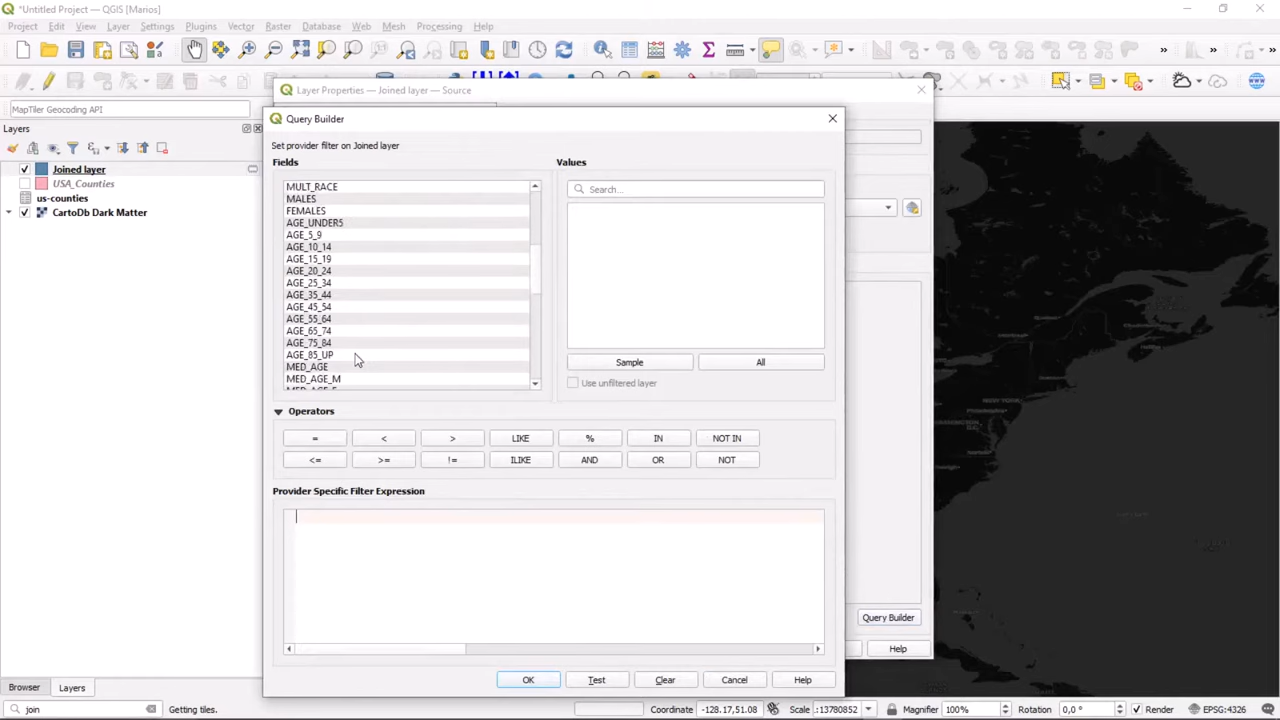 *Untitled Project — QGIS [Marios]
Project Edit View Layer Settings Plugins Vector Raster Database Web Mesh Processing Help
MapTiler Geocoding API
Layer Properties — Joined layer — Source
Layers
Query Builder
Set provider filter on Joined layer
Fields
Values
Joined layer
USA_Counties
us-counties
CartoDb Dark Matter
MULT_RACE
MALES
FEMALES
AGE_UNDER5
AGE_5_9
AGE_10_14
AGE_15_19
AGE_20_24
AGE_25_34
AGE_35_44
AGE_45_54
AGE_55_64
AGE_65_74
AGE_75_84
AGE_85_UP
MED_AGE
MED_AGE_M
Search...
Sample All
Use unfiltered layer
Operators
= < > LIKE % IN NOT IN
<= >= != ILIKE AND OR NOT
Provider Specific Filter Expression
Query Builder
Help
OK Test Clear Cancel Help
Browser Layers
join Getting tiles. Coordinate -128.17,51.08 Scale :13780852 Magnifier 100% Rotation 0,0 ° Render EPSG:4326